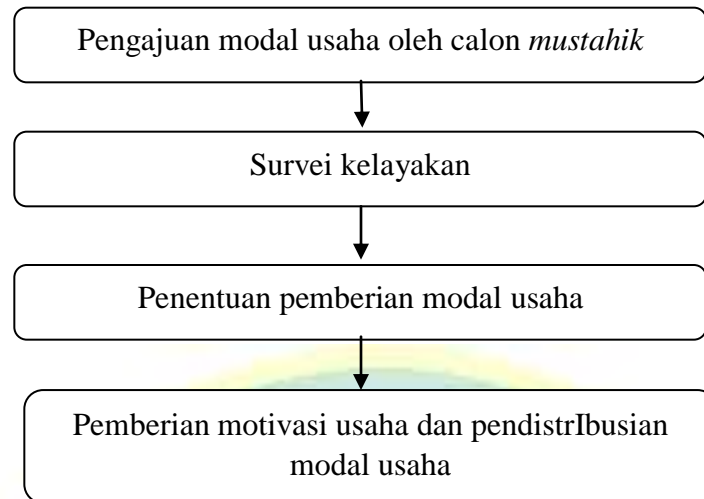 Pengajuan modal usaha oleh calon mustahik
Survei kelayakan
Penentuan pemberian modal usaha
Pemberian motivasi usaha dan pendistrIbusian
modal usaha